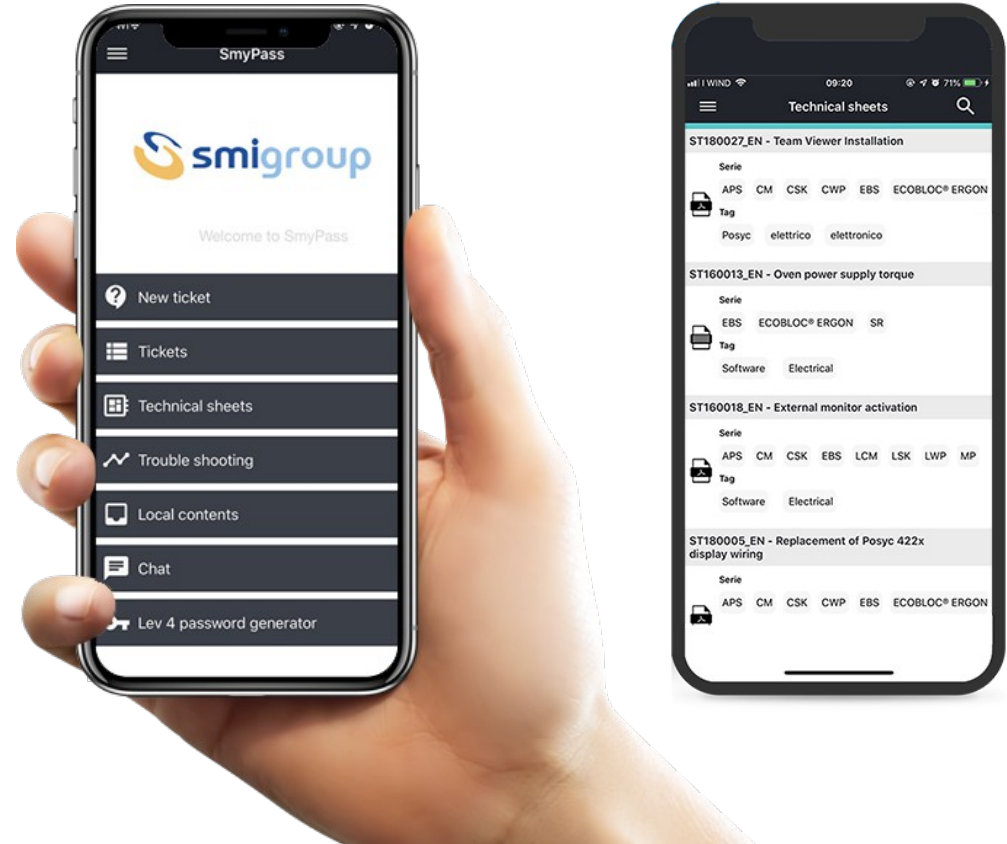 SmyPass
smigroup
Welcome to SmyPass
New ticket
Tickets
Technical sheets
Trouble shooting
Local contents
Chat
Lev 4 password generator
WIND 09:20 71%
Technical sheets
ST180027_EN - Team Viewer Installation
Serie
APS CM CSK CWP EBS ECOBLOC® ERGON
Tag
Posyc elettrico elettronico
ST160013_EN - Oven power supply torque
Serie
EBS ECOBLOC® ERGON SR
Tag
Software Electrical
ST160018_EN - External monitor activation
Serie
APS CM CSK EBS LCM LSK LWP MP
Tag
Software Electrical
ST180005_EN - Replacement of Posyc 422x
display wiring
Serie
APS CM CSK CWP EBS ECOBLOC® ERGON